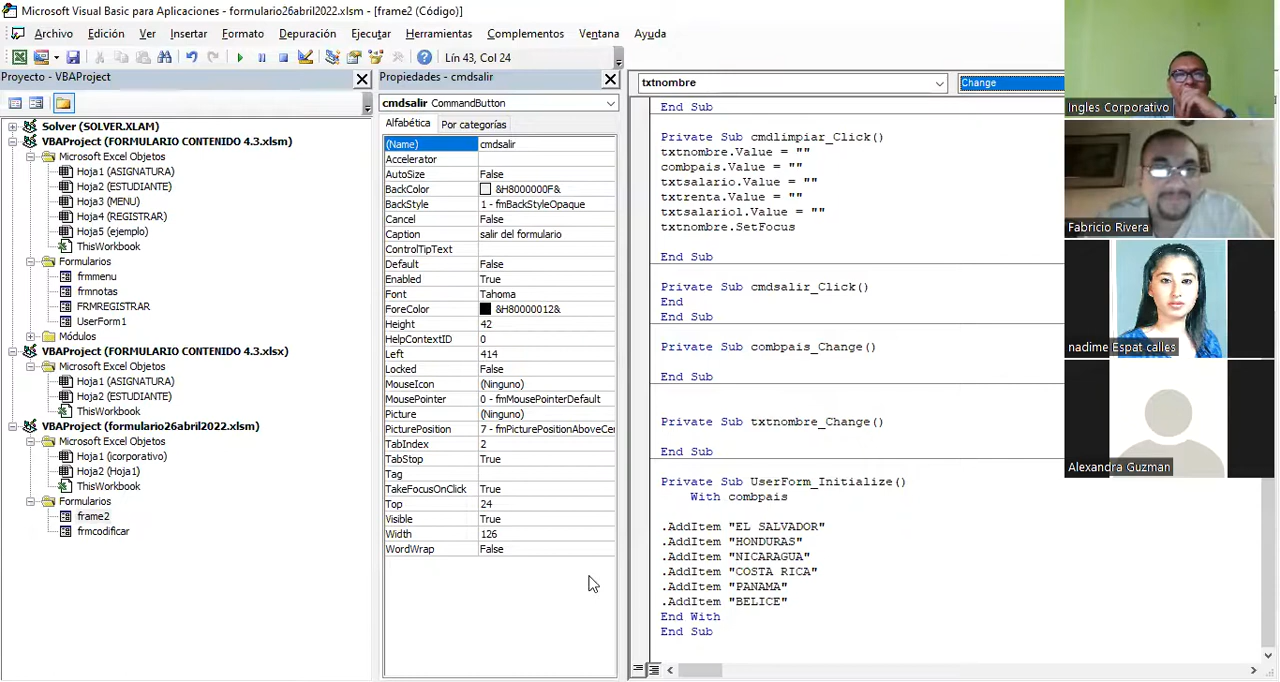 Microsoft Visual Basic para Aplicaciones - formulario26abril2022.xlsm - [frame2 (Código)]
Archivo Edición Ver Insertar Formato Depuración Ejecutar Herramientas Complementos Ventana Ayuda
Lín 43, Col 24
Proyecto - VBAProject
Solver (SOLVER.XLAM)
VBAProject (FORMULARIO CONTENIDO 4.3.xlsm)
Microsoft Excel Objetos
Hoja1 (ASIGNATURA)
Hoja2 (ESTUDIANTE)
Hoja3 (MENU)
Hoja4 (REGISTRAR)
Hoja5 (ejemplo)
ThisWorkbook
Formularios
frmmenu
frmnotas
FRMREGISTRAR
UserForm1
Módulos
VBAProject (FORMULARIO CONTENIDO 4.3.xlsx)
Microsoft Excel Objetos
Hoja1 (ASIGNATURA)
Hoja2 (ESTUDIANTE)
ThisWorkbook
VBAProject (formulario26abril2022.xlsm)
Microsoft Excel Objetos
Hoja1 (icorporativo)
Hoja2 (Hoja1)
ThisWorkbook
Formularios
frame2
frmcodificar
Propiedades - cmdsalir
cmdsalir CommandButton
Alfabética Por categorías
(Name) cmdsalir
Accelerator
AutoSize False
BackColor &H8000000F&
BackStyle 1 - fmBackStyleOpaque
Cancel False
Caption salir del formulario
ControlTipText
Default False
Enabled True
Font Tahoma
ForeColor &H80000012&
Height 42
HelpContextID 0
Left 414
Locked False
MouseIcon (Ninguno)
MousePointer 0 - fmMousePointerDefault
Picture (Ninguno)
PicturePosition 7 - fmPicturePositionAboveCer
TabIndex 2
TabStop True
Tag
TakeFocusOnClick True
Top 24
Visible True
Width 126
WordWrap False
txtnombre Change
End Sub
Private Sub cmdlimpiar_Click()
txtnombre.Value = ""
combpais.Value = ""
txtsalario.Value = ""
txtrenta.Value = ""
txtsalariol.Value = ""
txtnombre.SetFocus
End Sub
Private Sub cmdsalir_Click()
End
End Sub
Private Sub combpais_Change()
End Sub
Private Sub txtnombre_Change()
End Sub
Private Sub UserForm_Initialize()
With combpais
.AddItem "EL SALVADOR"
.AddItem "HONDURAS"
.AddItem "NICARAGUA"
.AddItem "COSTA RICA"
.AddItem "PANAMA"
.AddItem "BELICE"
End With
End Sub
Ingles Corporativo
Fabricio Rivera
nadime Espat calles
Alexandra Guzman